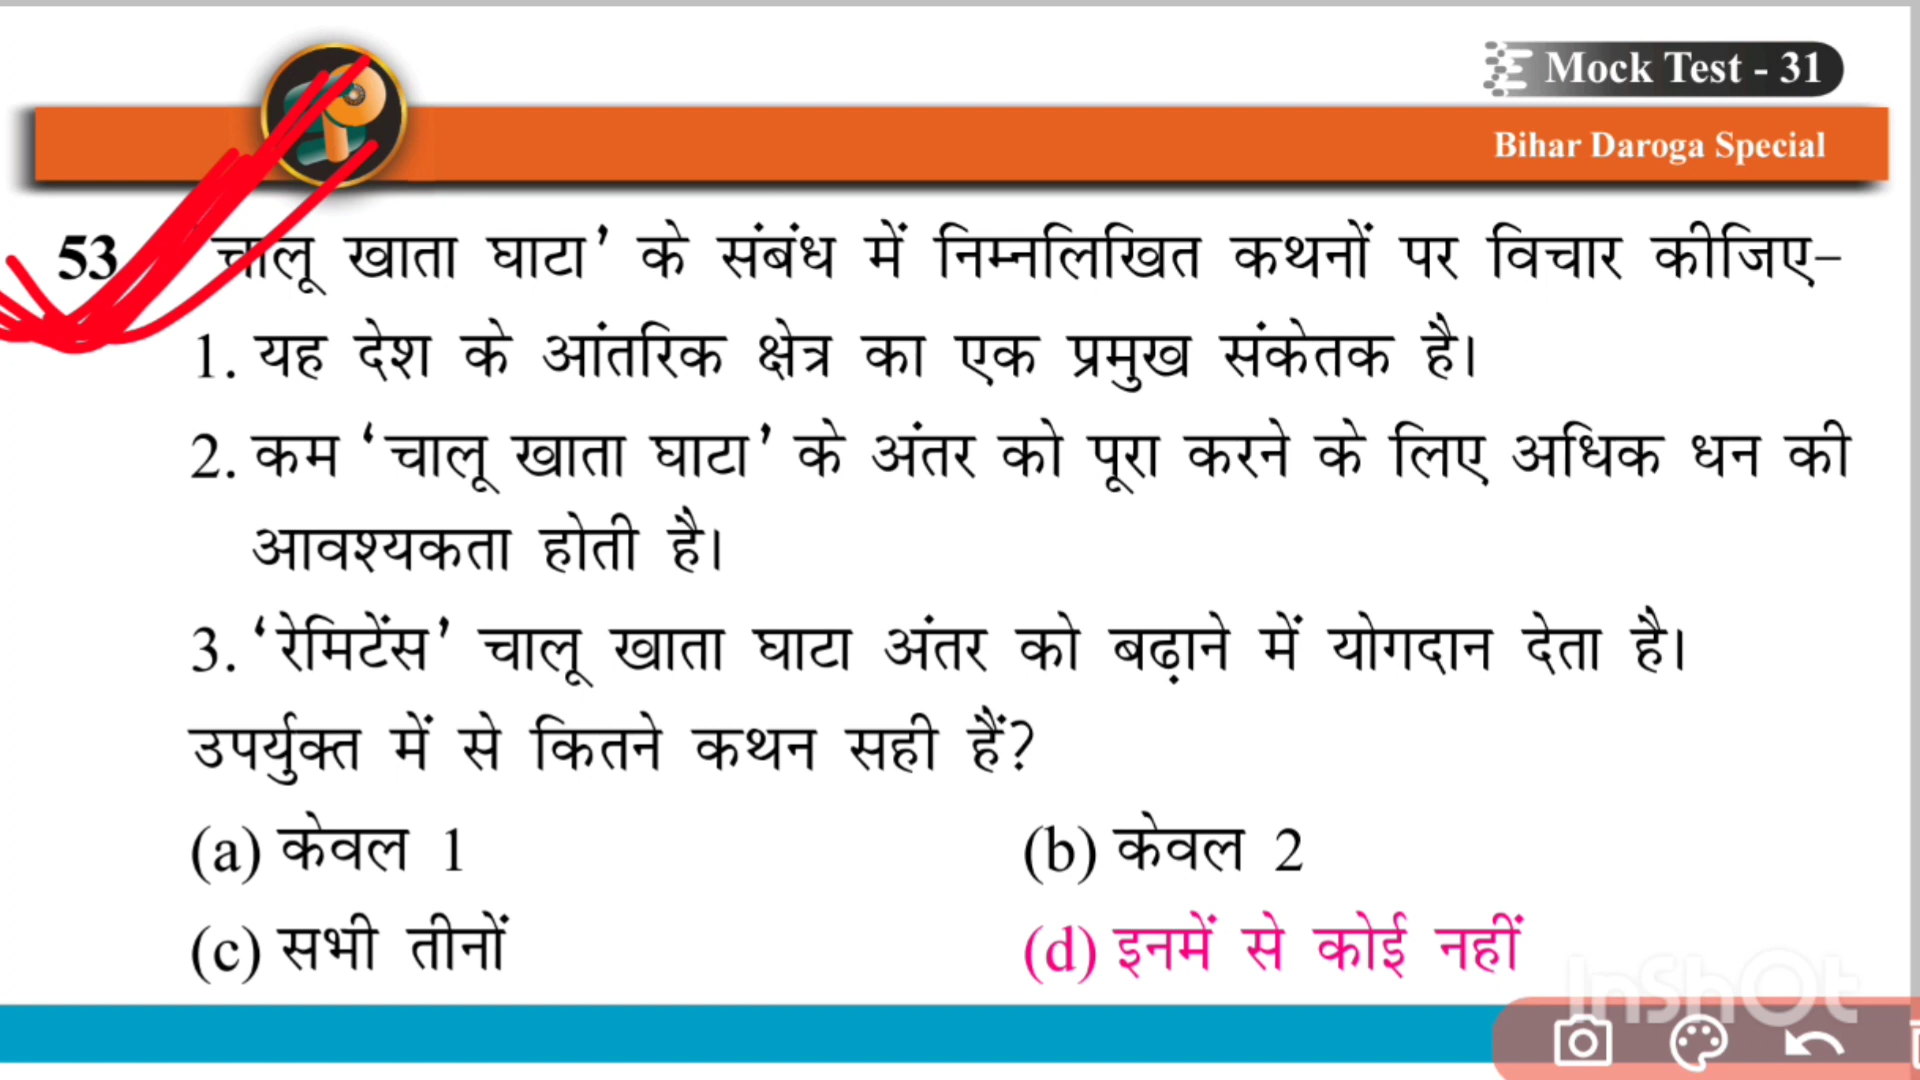 Mock Test - 31
Bihar Daroga Special
53 चालू खाता घाटा’ के संबंध में निम्नलिखित कथनों पर विचार कीजिए–
1. यह देश के आंतरिक क्षेत्र का एक प्रमुख संकेतक है।
2. कम ‘चालू खाता घाटा’ के अंतर को पूरा करने के लिए अधिक धन की
आवश्यकता होती है।
3. ‘रेमिटेंस’ चालू खाता घाटा अंतर को बढ़ाने में योगदान देता है।
उपर्युक्त में से कितने कथन सही हैं?
(a) केवल 1 (b) केवल 2
(c) सभी तीनों (d) इनमें से कोई नहीं
InShOt